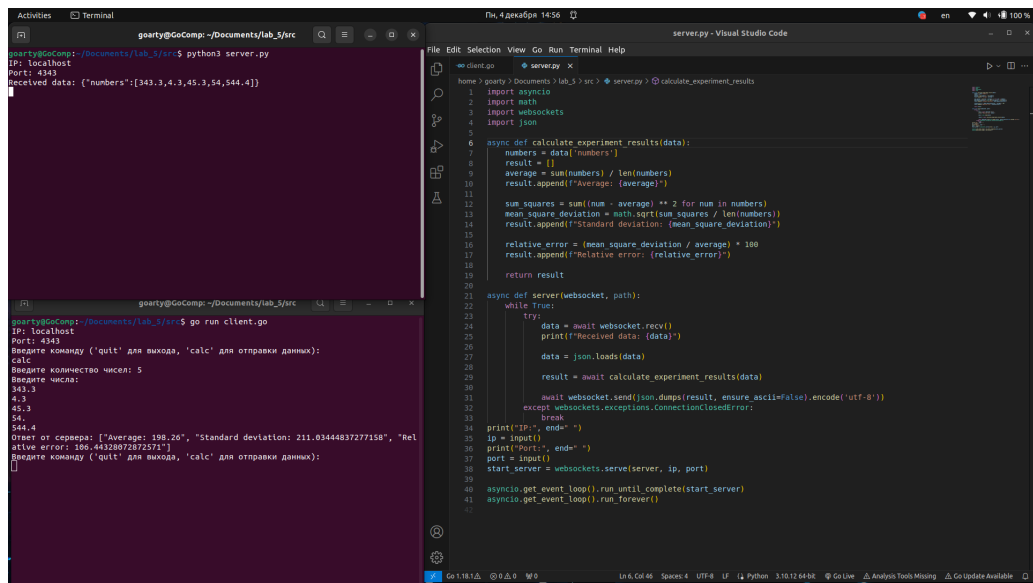 Activities
Terminal
Пн, 4 декабря 14:56
en
100 %
goarty@GoComp: ~/Documents/lab_5/src
goarty@GoComp:~/Documents/lab_5/src$ python3 server.py
IP: localhost
Port: 4343
Received data: {"numbers":[343.3,4.3,45.3,54,544.4]}
goarty@GoComp: ~/Documents/lab_5/src
goarty@GoComp:~/Documents/lab_5/src$ go run client.go
IP: localhost
Port: 4343
Введите команду ('quit' для выхода, 'calc' для отправки данных):
calc
Введите количество чисел: 5
Введите числа:
343.3
4.3
45.3
54.
544.4
Ответ от сервера: ["Average: 198.26", "Standard deviation: 211.03444837277158", "Rel
ative error: 106.44328072872571"]
Введите команду ('quit' для выхода, 'calc' для отправки данных):
server.py - Visual Studio Code
File Edit Selection View Go Run Terminal Help
client.go
server.py
home > goarty > Documents > lab_5 > src > server.py > calculate_experiment_results
1 import asyncio
2 import math
3 import websockets
4 import json
5
6 async def calculate_experiment_results(data):
7 numbers = data['numbers']
8 result = []
9 average = sum(numbers) / len(numbers)
10 result.append(f"Average: {average}")
11
12 sum_squares = sum((num - average) ** 2 for num in numbers)
13 mean_square_deviation = math.sqrt(sum_squares / len(numbers))
14 result.append(f"Standard deviation: {mean_square_deviation}")
15
16 relative_error = (mean_square_deviation / average) * 100
17 result.append(f"Relative error: {relative_error}")
18
19 return result
20
21 async def server(websocket, path):
22 while True:
23 try:
24 data = await websocket.recv()
25 print(f"Received data: {data}")
26
27 data = json.loads(data)
28
29 result = await calculate_experiment_results(data)
30
31 await websocket.send(json.dumps(result, ensure_ascii=False).encode('utf-8'))
32 except websockets.exceptions.ConnectionClosedError:
33 break
34 print("IP:", end=" ")
35 ip = input()
36 print("Port:", end=" ")
37 port = input()
38 start_server = websockets.serve(server, ip, port)
39
40 asyncio.get_event_loop().run_until_complete(start_server)
41 asyncio.get_event_loop().run_forever()
42
Go 1.18.1 0 0 0 Ln 6, Col 46 Spaces: 4 UTF-8 LF Python 3.10.12 64-bit Go Live Analysis Tools Missing Go Update Available